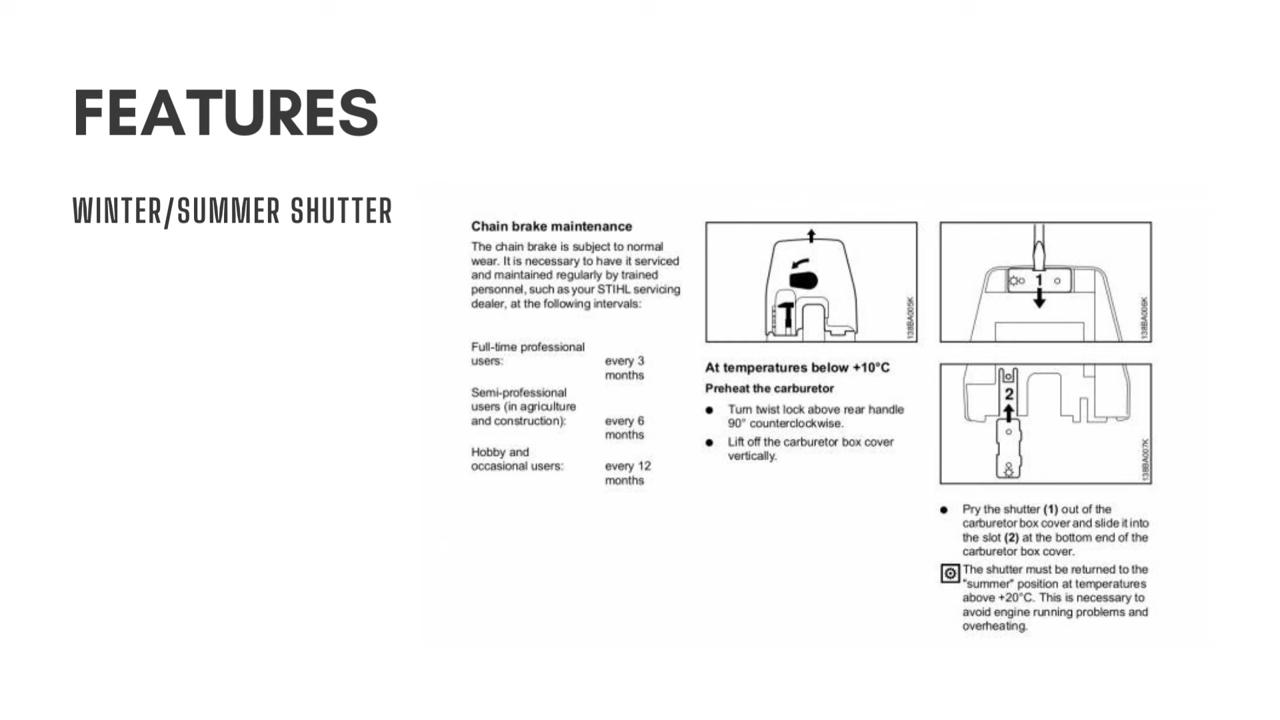 FEATURES
WINTER/SUMMER SHUTTER
Chain brake maintenance
The chain brake is subject to normal
wear. It is necessary to have it serviced
and maintained regularly by trained
personnel, such as your STIHL servicing
dealer, at the following intervals:
Full-time professional
users: every 3
months
Semi-professional
users (in agriculture
and construction): every 6
months
Hobby and
occasional users: every 12
months
138BA005K
At temperatures below +10°C
Preheat the carburetor
● Turn twist lock above rear handle
90° counterclockwise.
● Lift off the carburetor box cover
vertically.
1
138BA006K
2
138BA007K
● Pry the shutter (1) out of the
carburetor box cover and slide it into
the slot (2) at the bottom end of the
carburetor box cover.
The shutter must be returned to the
"summer" position at temperatures
above +20°C. This is necessary to
avoid engine running problems and
overheating.